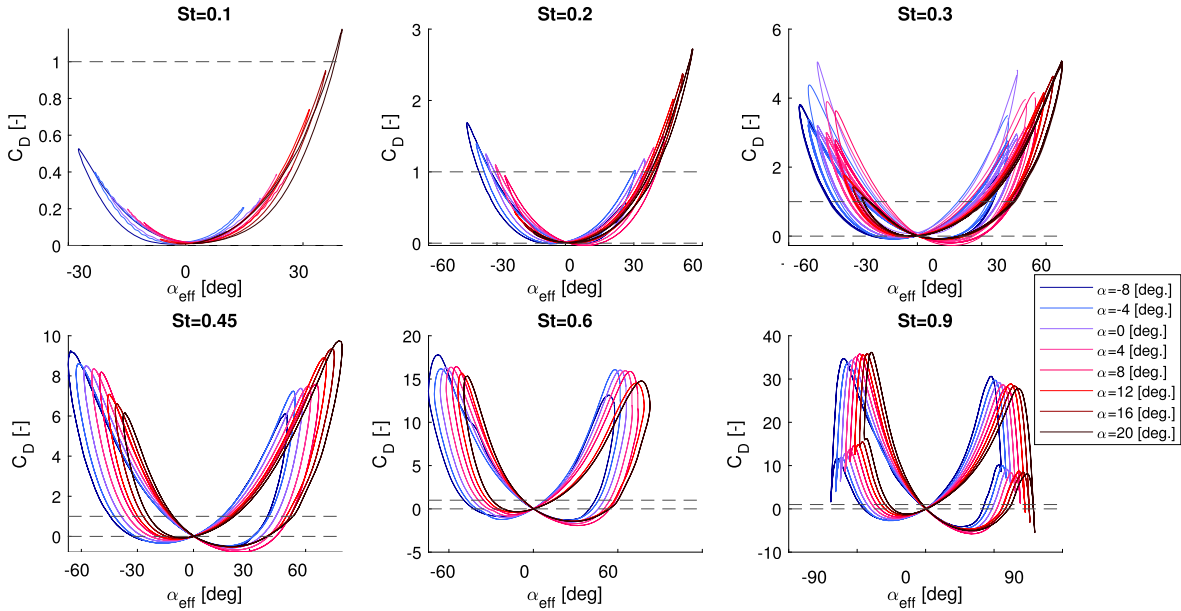 St=0.1
St=0.2
St=0.3
C_D [-]
1
0.8
0.6
0.4
0.2
0
-30
0
30
α_eff [deg]
C_D [-]
3
2
1
0
-60
-30
0
30
60
α_eff [deg]
C_D [-]
6
4
2
0
-60
-30
0
30
60
α_eff [deg]
St=0.45
St=0.6
St=0.9
C_D [-]
10
8
6
4
2
0
-60
-30
0
30
60
α_eff [deg]
C_D [-]
20
15
10
5
0
-5
-60
0
60
α_eff [deg]
C_D [-]
40
30
20
10
0
-10
-90
0
90
α_eff [deg]
α=-8 [deg.]
α=-4 [deg.]
α=0 [deg.]
α=4 [deg.]
α=8 [deg.]
α=12 [deg.]
α=16 [deg.]
α=20 [deg.]